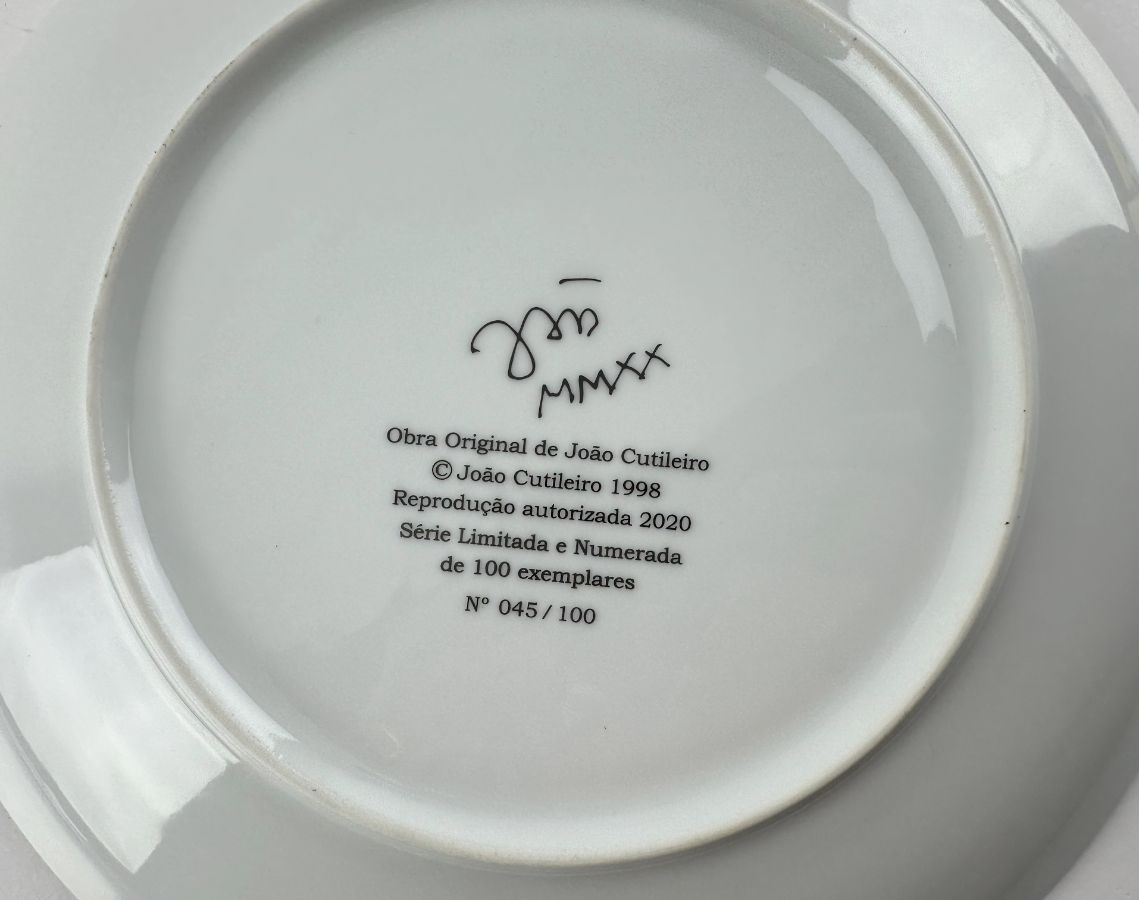 João
MMXX
Obra Original de João Cutileiro
© João Cutileiro 1998
Reprodução autorizada 2020
Série Limitada e Numerada
de 100 exemplares
Nº 045 / 100